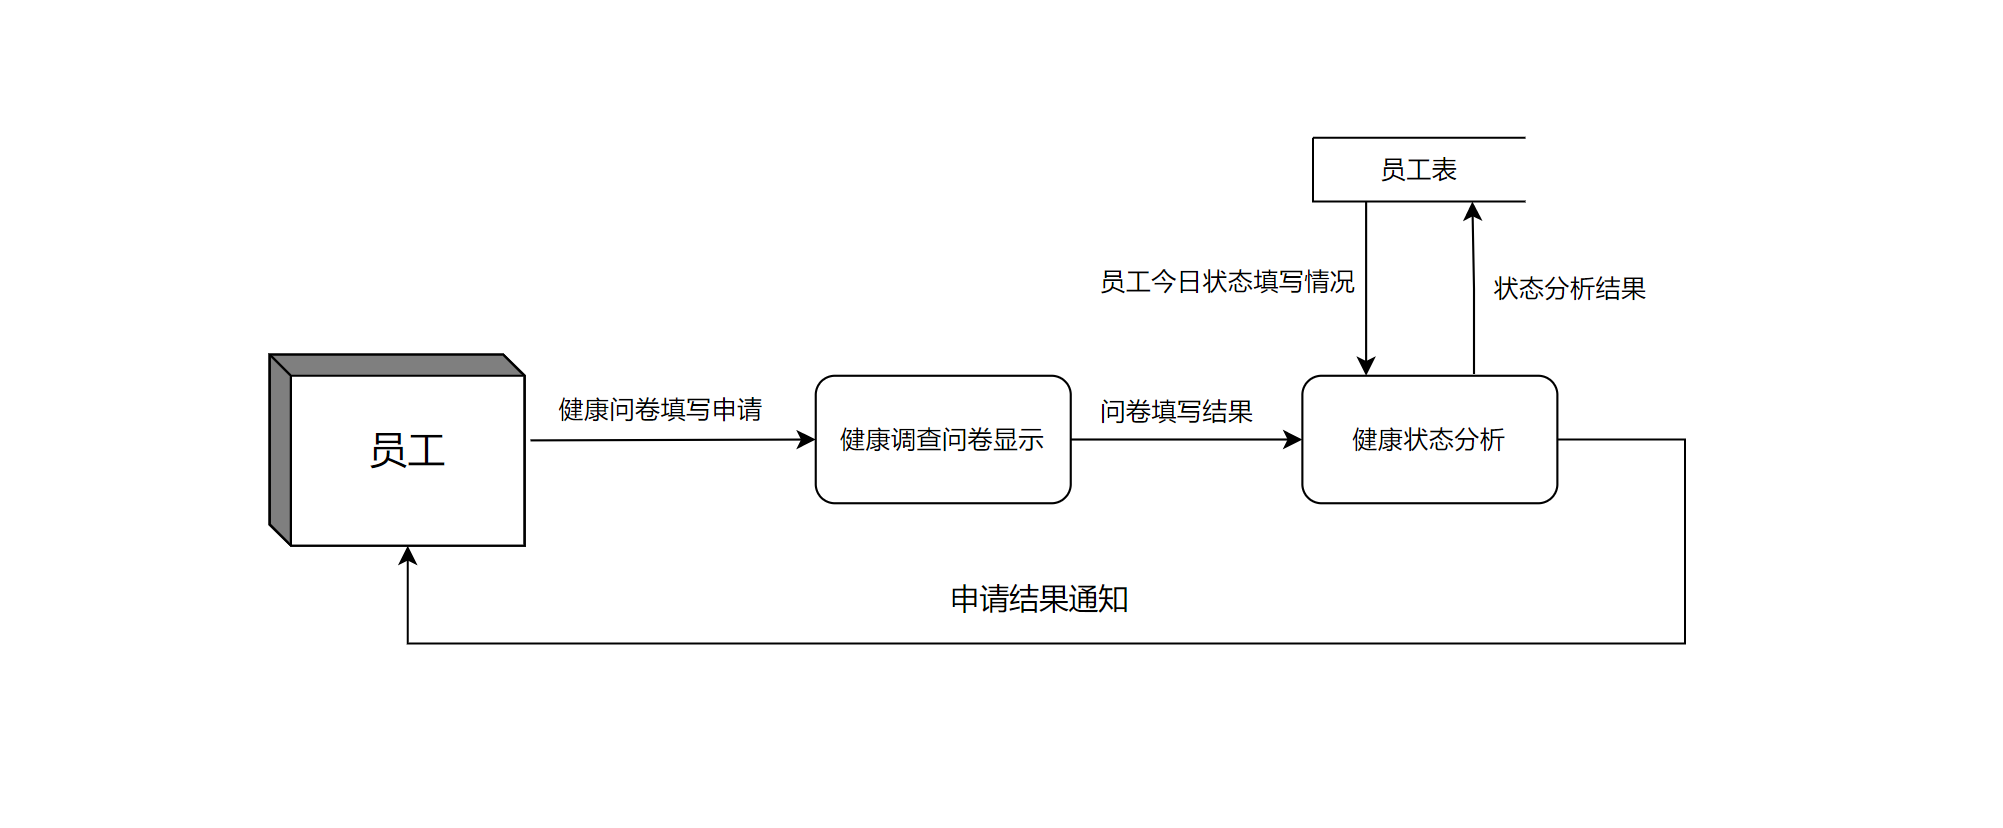 员工表
员工今日状态填写情况
状态分析结果
健康问卷填写申请
问卷填写结果
员工
健康调查问卷显示
健康状态分析
申请结果通知